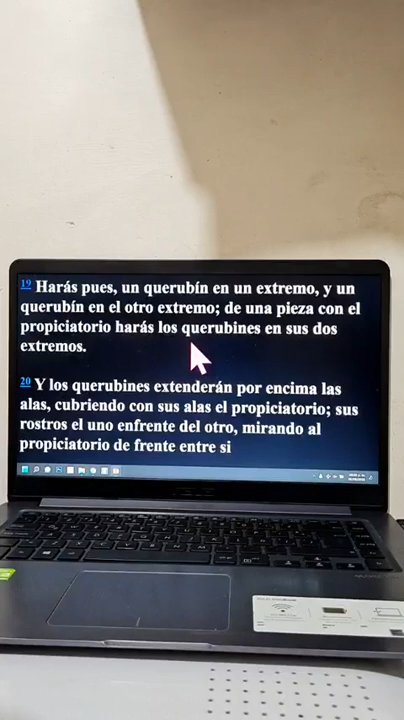 19 Harás pues, un querubín en un extremo, y un
querubín en el otro extremo; de una pieza con el
propiciatorio harás los querubines en sus dos
extremos.
20 Y los querubines extenderán por encima las
alas, cubriendo con sus alas el propiciatorio; sus
rostros el uno enfrente del otro, mirando al
propiciatorio de frente entre si